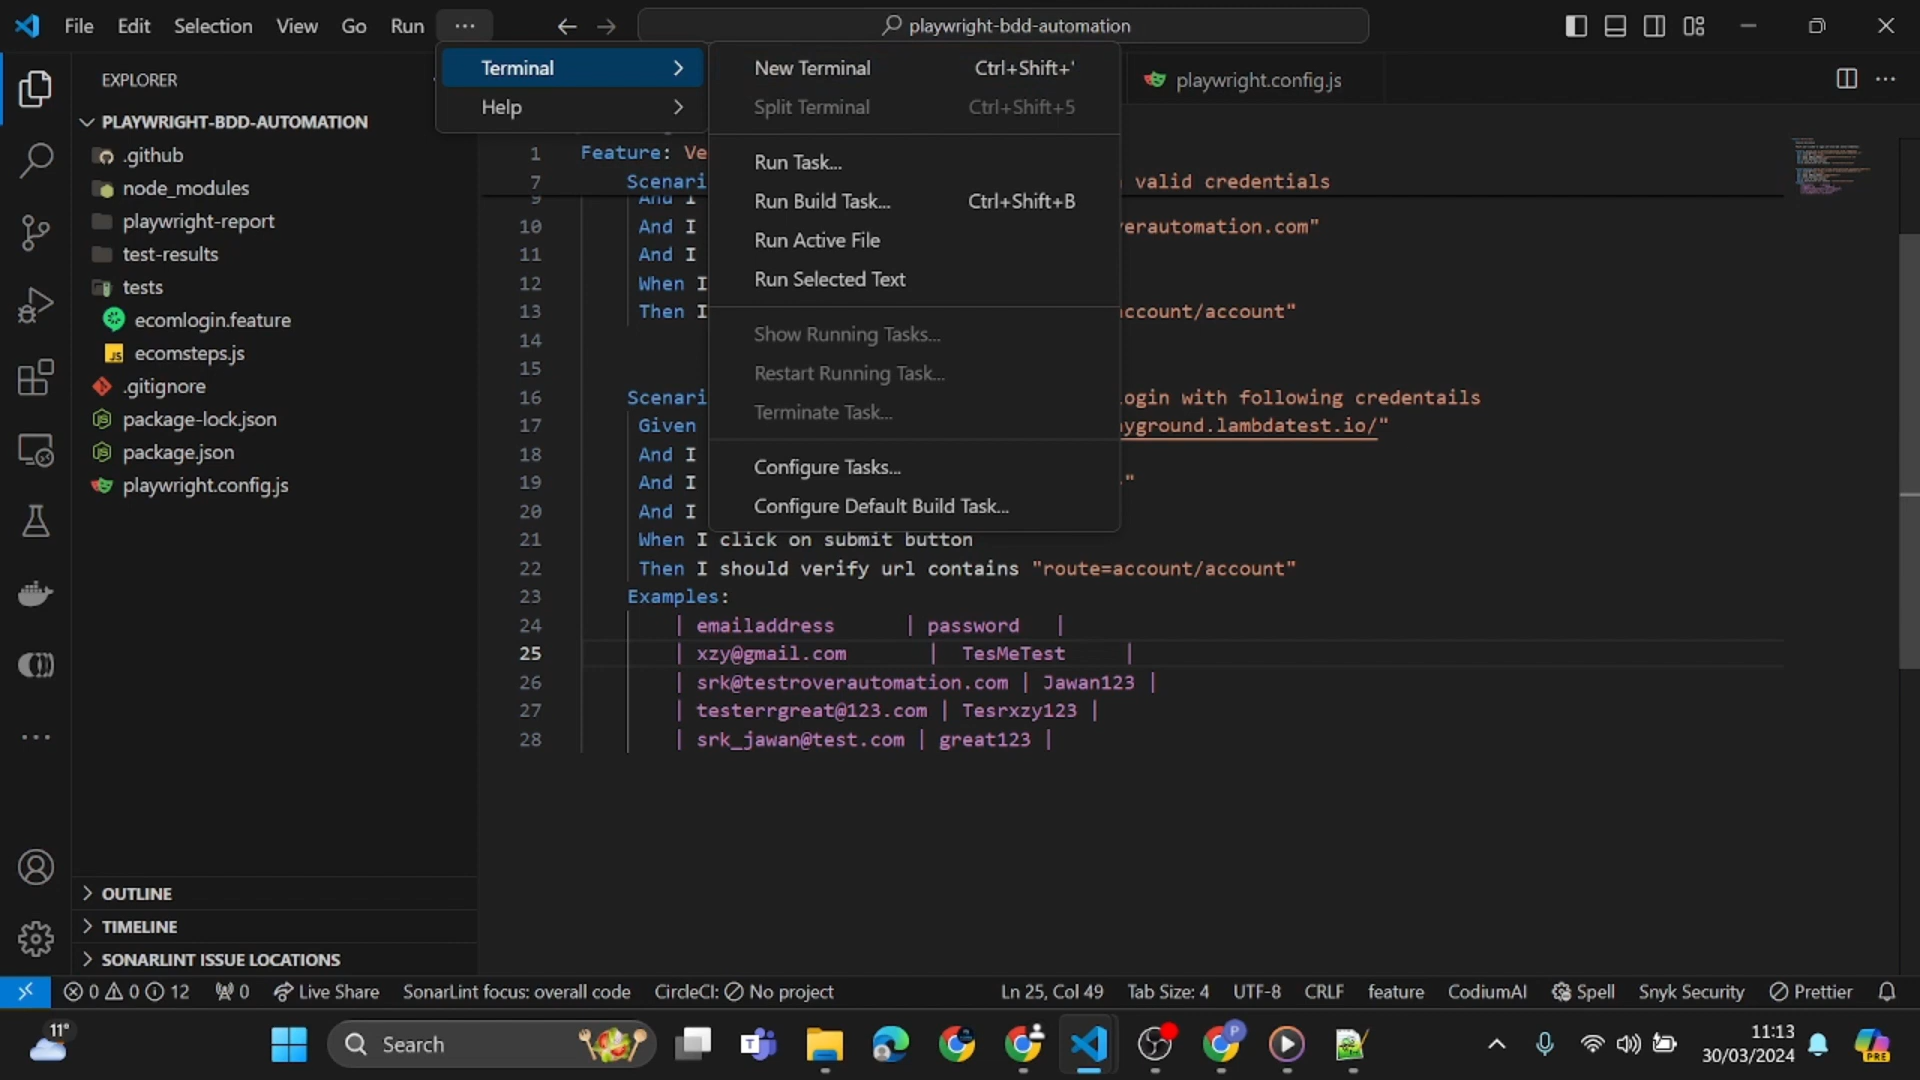 File Edit Selection View Go Run ··· playwright-bdd-automation
Terminal
Help
New Terminal Ctrl+Shift+'
Split Terminal Ctrl+Shift+5
Run Task...
Run Build Task... Ctrl+Shift+B
Run Active File
Run Selected Text
Show Running Tasks...
Restart Running Task...
Terminate Task...
Configure Tasks...
Configure Default Build Task...
EXPLORER
PLAYWRIGHT-BDD-AUTOMATION
.github
node_modules
playwright-report
test-results
tests
ecomlogin.feature
JS ecomsteps.js
.gitignore
package-lock.json
package.json
playwright.config.js
OUTLINE
TIMELINE
SONARLINT ISSUE LOCATIONS
playwright.config.js
1 Feature: Ve
7 Scenari valid credentials
9 And I
10 And I verautomation.com"
11 And I
12 When I
13 Then I account/account"
14
15
16 Scenari login with following credentails
17 Given yground.lambdatest.io/"
18 And I
19 And I "
20 And I
21 When I click on submit button
22 Then I should verify url contains "route=account/account"
23 Examples:
24 | emailaddress | password |
25 | xzy@gmail.com | TesMeTest |
26 | srk@testroverautomation.com | Jawan123 |
27 | testerrgreat@123.com | Tesrxzy123 |
28 | srk_jawan@test.com | great123 |
0 0 12 0 Live Share SonarLint focus: overall code CircleCI: No project Ln 25, Col 49 Tab Size: 4 UTF-8 CRLF feature CodiumAI Spell Snyk Security Prettier
11° Search 11:13
30/03/2024
PRE